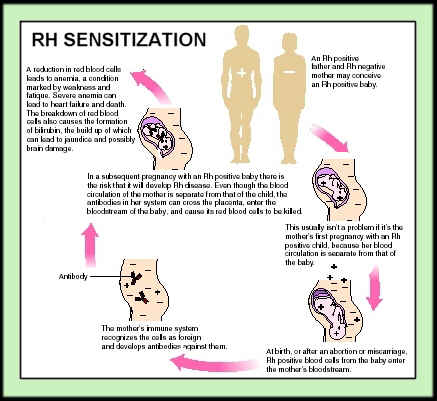 RH SENSITIZATION
An Rh positive
father and Rh negative
mother may conceive
an Rh positive baby.
This usually isn't a problem if it's the
mother's first pregnancy with an Rh
positive child, because her blood
circulation is separate from that of
the baby.
At birth, or after an abortion or miscarriage,
Rh positive blood cells from the baby enter
the mother's bloodstream.
Antibody
The mother's immune system
recognizes the cells as foreign
and develops antibodies against them.
In a subsequent pregnancy with an Rh positive baby there is
the risk that it will develop RH disease. Even though the blood
circulation of the mother is separate from that of the child, the
antibodies in her system can cross the placenta, enter the
bloodstream of the baby, and cause its red blood cells to be killed.
A reduction in red blood cells
leads to anemia, a condition
marked by weakness and
fatique. Severe anemia can
lead to heart failure and death.
The breakdown of red blood
cells also causes the formation
of bilirubin, the build up of which
can lead to jaundice and possibly
brain damage.